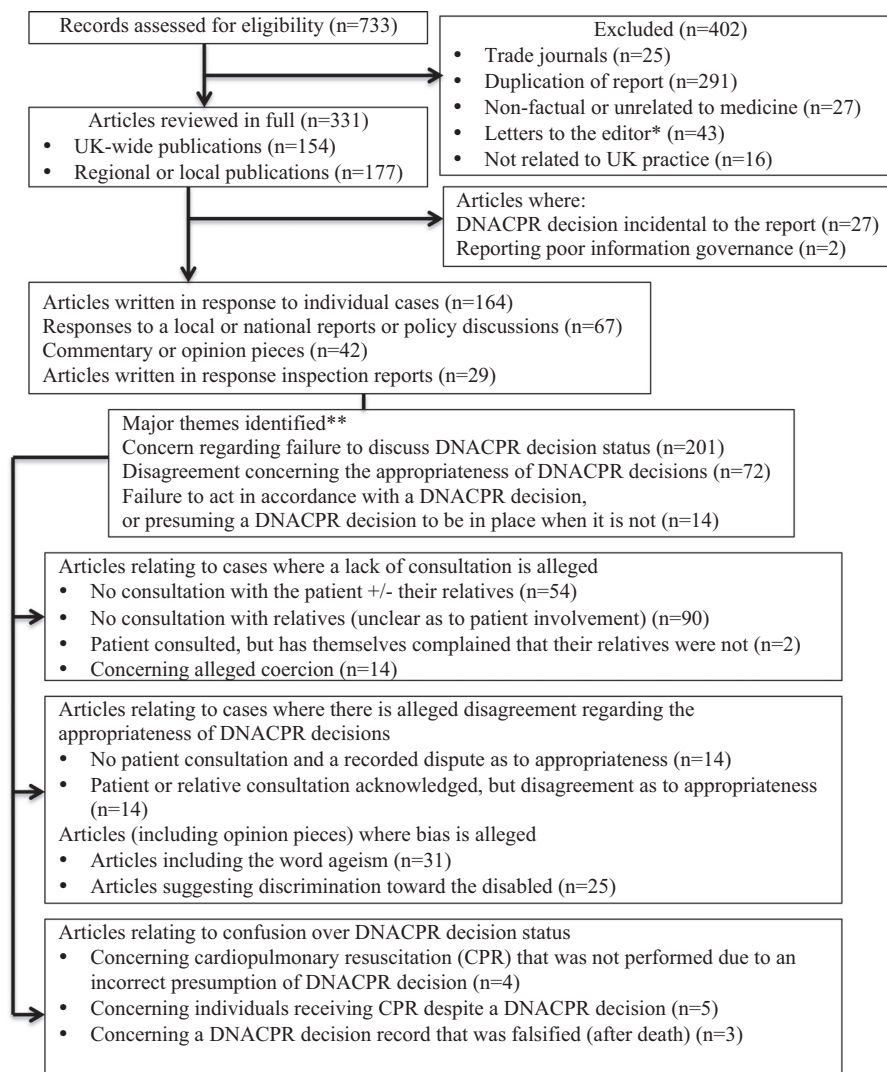 Records assessed for eligibility (n=733)
Excluded (n=402)
• Trade journals (n=25)
• Duplication of report (n=291)
• Non-factual or unrelated to medicine (n=27)
• Letters to the editor* (n=43)
• Not related to UK practice (n=16)
Articles reviewed in full (n=331)
• UK-wide publications (n=154)
• Regional or local publications (n=177)
Articles where:
DNACPR decision incidental to the report (n=27)
Reporting poor information governance (n=2)
Articles written in response to individual cases (n=164)
Responses to a local or national reports or policy discussions (n=67)
Commentary or opinion pieces (n=42)
Articles written in response inspection reports (n=29)
Major themes identified**
Concern regarding failure to discuss DNACPR decision status (n=201)
Disagreement concerning the appropriateness of DNACPR decisions (n=72)
Failure to act in accordance with a DNACPR decision,
or presuming a DNACPR decision to be in place when it is not (n=14)
Articles relating to cases where a lack of consultation is alleged
• No consultation with the patient +/- their relatives (n=54)
• No consultation with relatives (unclear as to patient involvement) (n=90)
• Patient consulted, but has themselves complained that their relatives were not (n=2)
• Concerning alleged coercion (n=14)
Articles relating to cases where there is alleged disagreement regarding the
appropriateness of DNACPR decisions
• No patient consultation and a recorded dispute as to appropriateness (n=14)
• Patient or relative consultation acknowledged, but disagreement as to appropriateness
(n=14)
Articles (including opinion pieces) where bias is alleged
• Articles including the word ageism (n=31)
• Articles suggesting discrimination toward the disabled (n=25)
Articles relating to confusion over DNACPR decision status
• Concerning cardiopulmonary resuscitation (CPR) that was not performed due to an
incorrect presumption of DNACPR decision (n=4)
• Concerning individuals receiving CPR despite a DNACPR decision (n=5)
• Concerning a DNACPR decision record that was falsified (after death) (n=3)